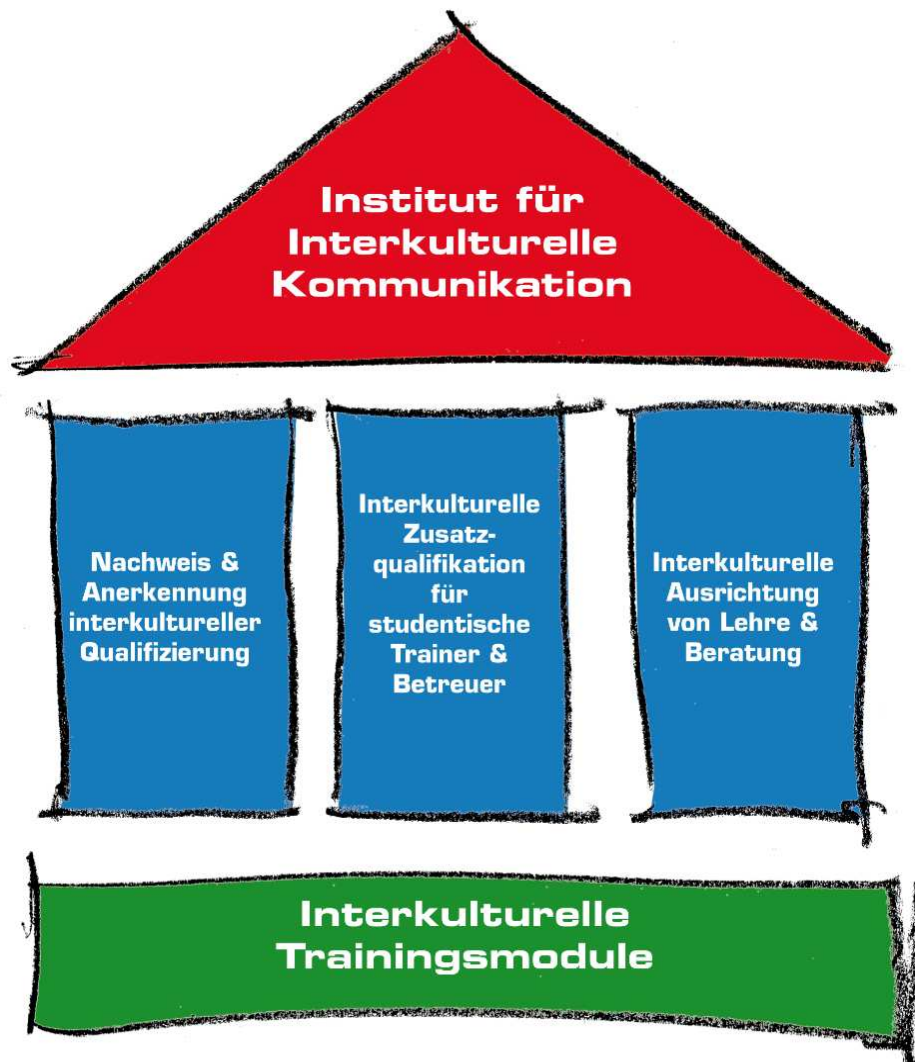 Institut für
Interkulturelle
Kommunikation
Nachweis &
Anerkennung
interkultureller
Qualifizierung
Interkulturelle
Zusatz-
qualifikation
für
studentische
Trainer &
Betreuer
Interkulturelle
Ausrichtung
von Lehre &
Beratung
Interkulturelle
Trainingsmodule